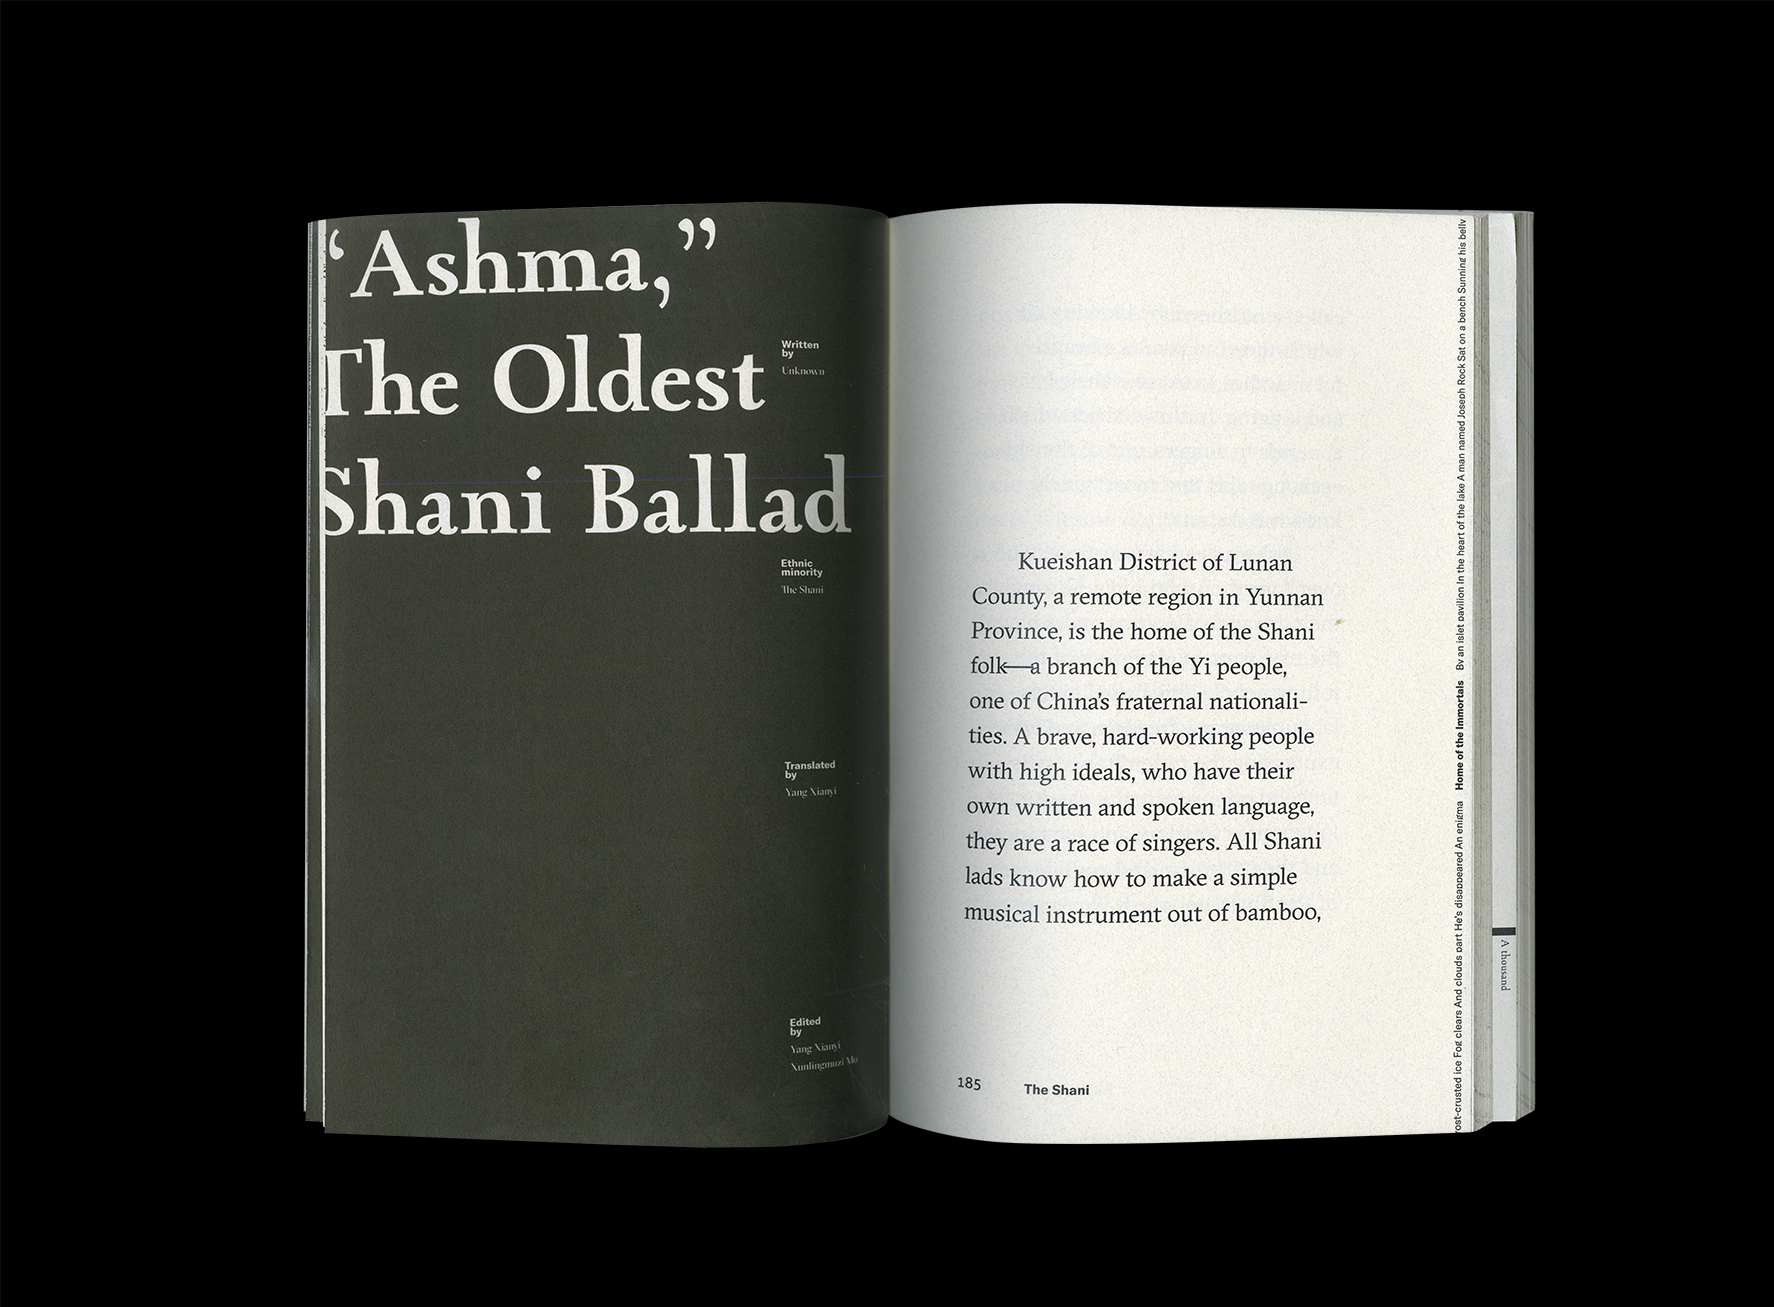 “Ashma,”
The Oldest
Shani Ballad
Written
by
Unknown
Ethnic
minority
The Shani
Translated
by
Yang Xianyi
Edited
by
Yang Xianyi
Xunlingmuzi Mo
Kueishan District of Lunan
County, a remote region in Yunnan
Province, is the home of the Shani
folk—a branch of the Yi people,
one of China’s fraternal nationali-
ties. A brave, hard-working people
with high ideals, who have their
own written and spoken language,
they are a race of singers. All Shani
lads know how to make a simple
musical instrument out of bamboo,
185
The Shani
rost-crusted ice Fog clears And clouds part He’s disappeared An enigma Home of the Immortals By an islet pavilion In the heart of the lake A man named Joseph Rock Sat on a bench Sunning his belly
A thousand